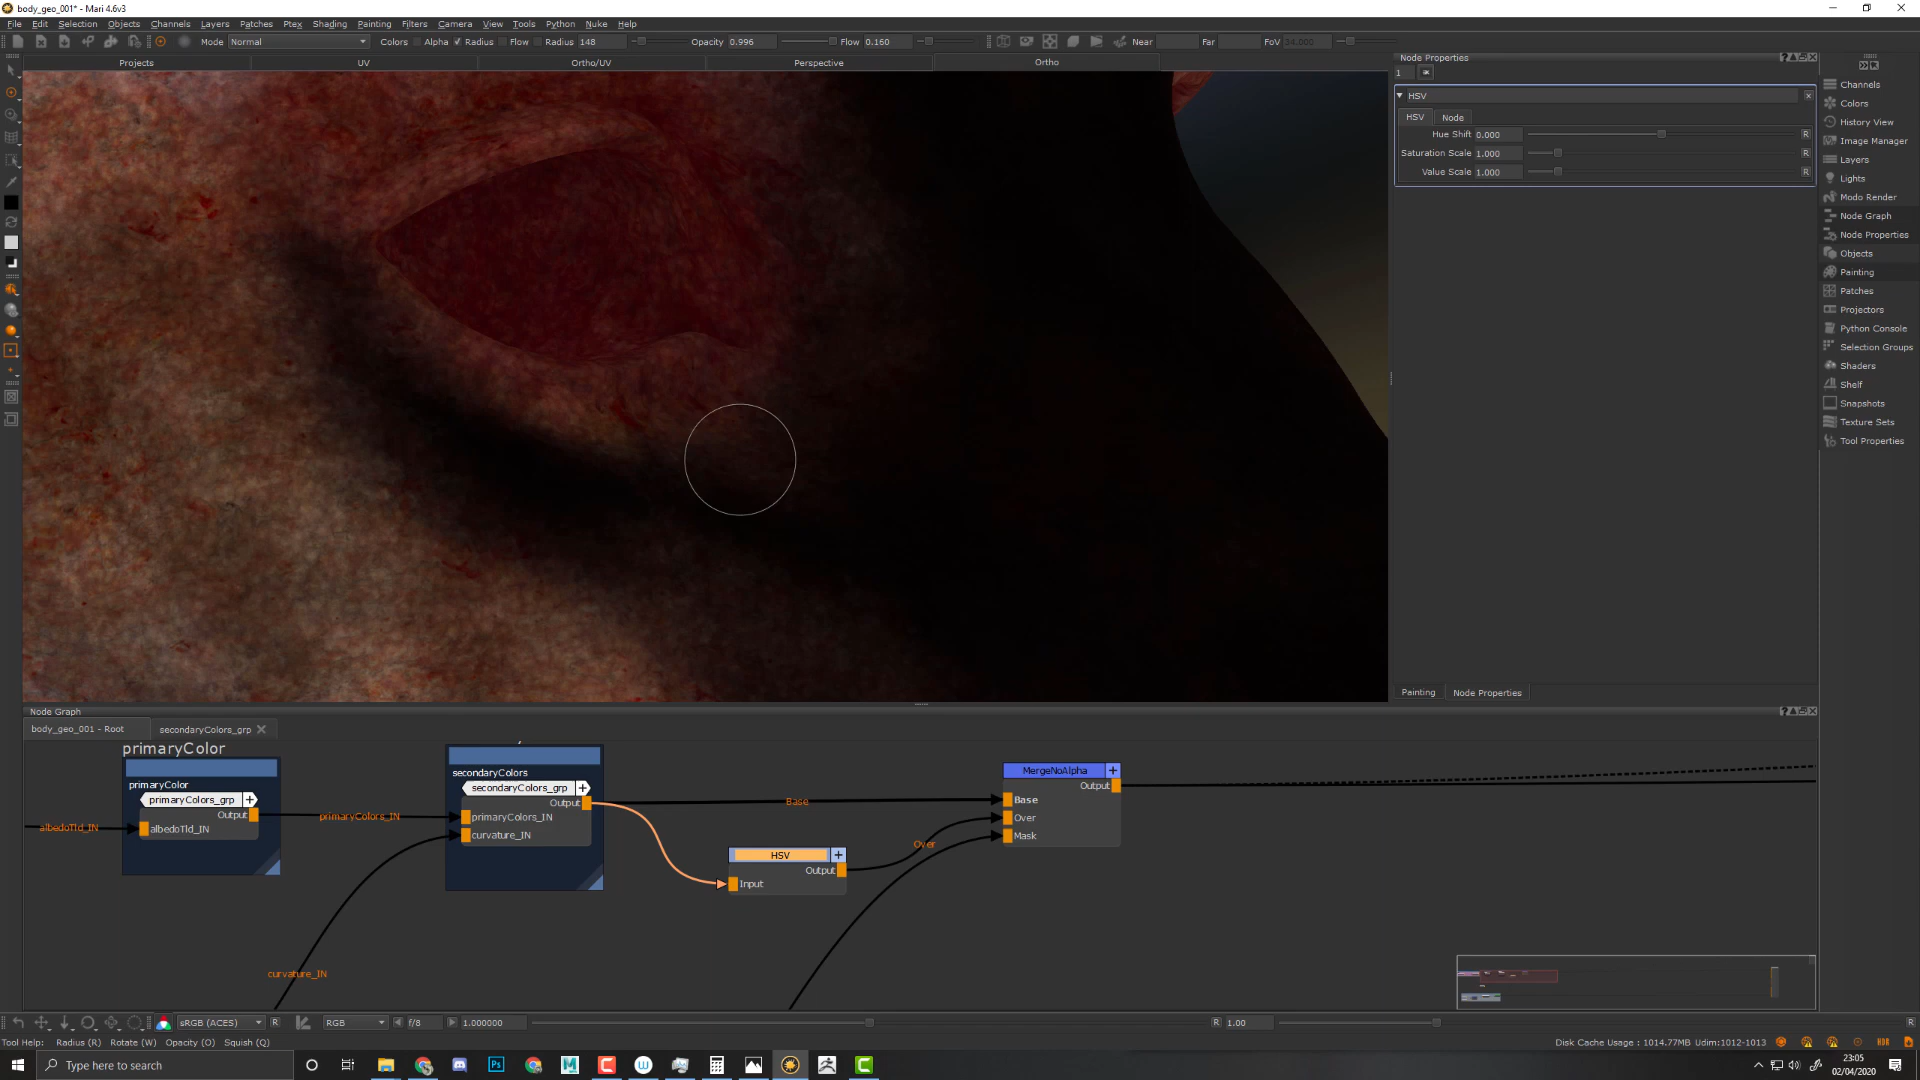 body_geo_001* - Mari 4.6v3
File Edit Selection Objects Channels Layers Patches Ptex Shading Painting Filters Camera View Tools Python Nuke Help
Mode Normal Colors Alpha Radius Flow Radius 148 Opacity 0.996 Flow 0.160 Near Far FoV 34.000
Projects UV Ortho/UV Perspective Ortho
Node Properties
1
HSV
HSV Node
Hue Shift 0.000 R
Saturation Scale 1.000 R
Value Scale 1.000 R
Channels
Colors
History View
Image Manager
Layers
Lights
Modo Render
Node Graph
Node Properties
Objects
Painting
Patches
Projectors
Python Console
Selection Groups
Shaders
Shelf
Snapshots
Texture Sets
Tool Properties
Painting Node Properties
Node Graph
body_geo_001 - Root secondaryColors_grp
primaryColor
primaryColor
primaryColors_grp +
Output
albedoTld_IN
albedoTld_IN
primaryColors_IN
secondaryColors
secondaryColors_grp +
Output
primaryColors_IN
curvature_IN
curvature_IN
Base
HSV +
Output
Input
Over
MergeNoAlpha +
Output
Base
Over
Mask
sRGB (ACES) R RGB f/8 1.000000 R 1.00 R
Tool Help: Radius (R) Rotate (W) Opacity (O) Squish (Q)
Disk Cache Usage : 1014.77MB Udim:1012-1013
Type here to search
23:05
02/04/2020